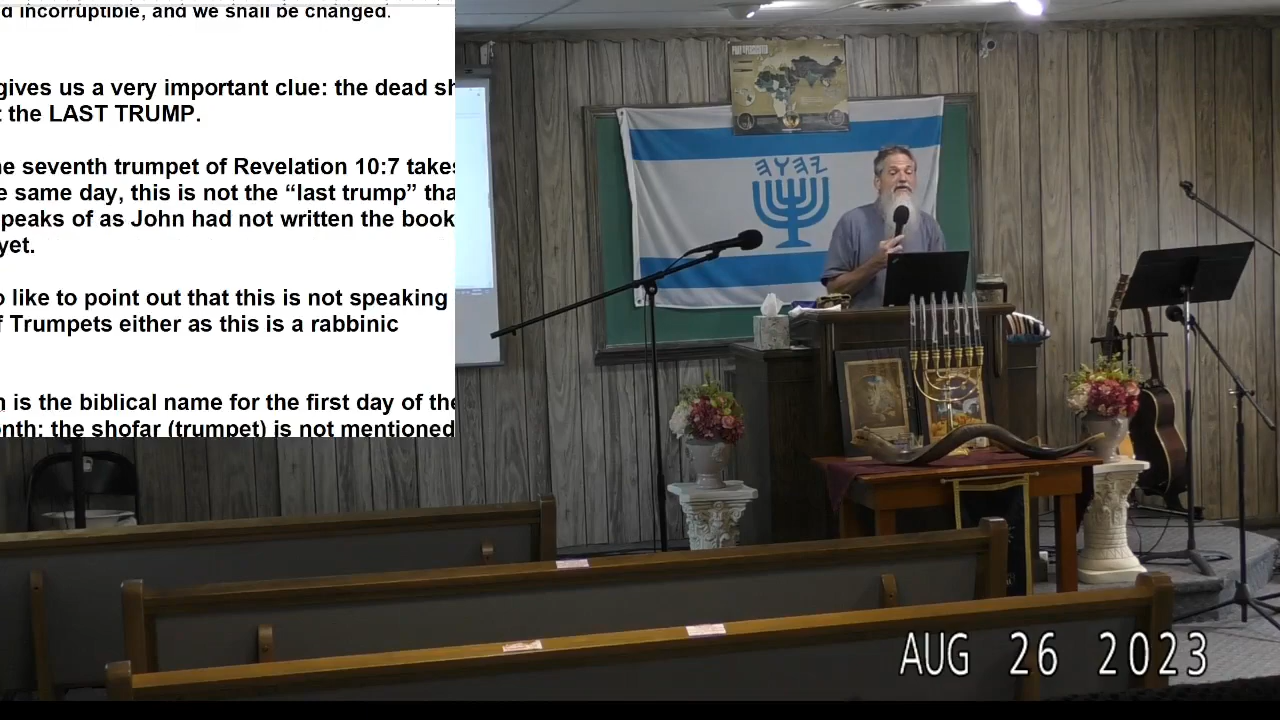 d incorruptible, and we shall be changed.
gives us a very important clue: the dead sh
t the LAST TRUMP.
he seventh trumpet of Revelation 10:7 takes
e same day, this is not the “last trump” tha
speaks of as John had not written the book
yet.
o like to point out that this is not speaking
f Trumpets either as this is a rabbinic
n is the biblical name for the first day of the
nth; the shofar (trumpet) is not mentioned
𐤉𐤄𐤅𐤄
AUG 26 2023